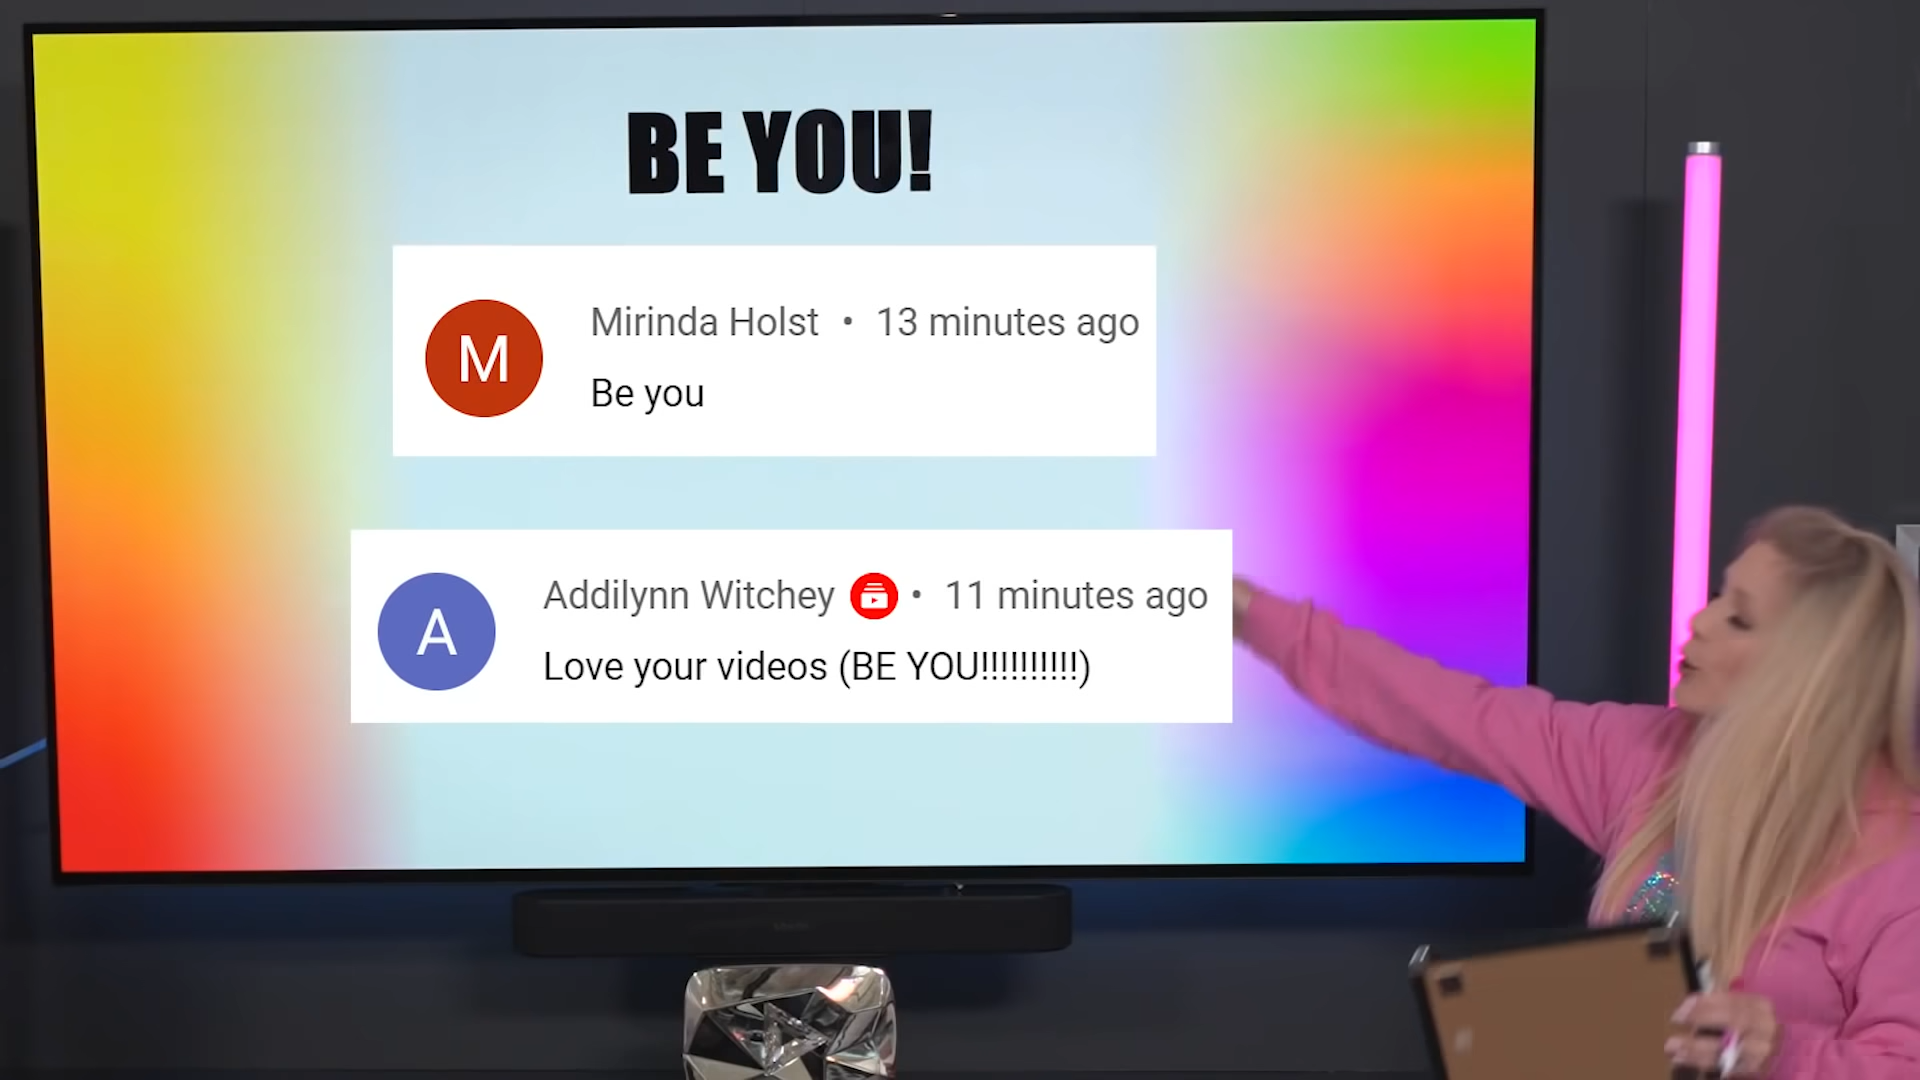 BE YOU!
M
Mirinda Holst • 13 minutes ago
Be you
A
Addilynn Witchey • 11 minutes ago
Love your videos (BE YOU!!!!!!!!!!)